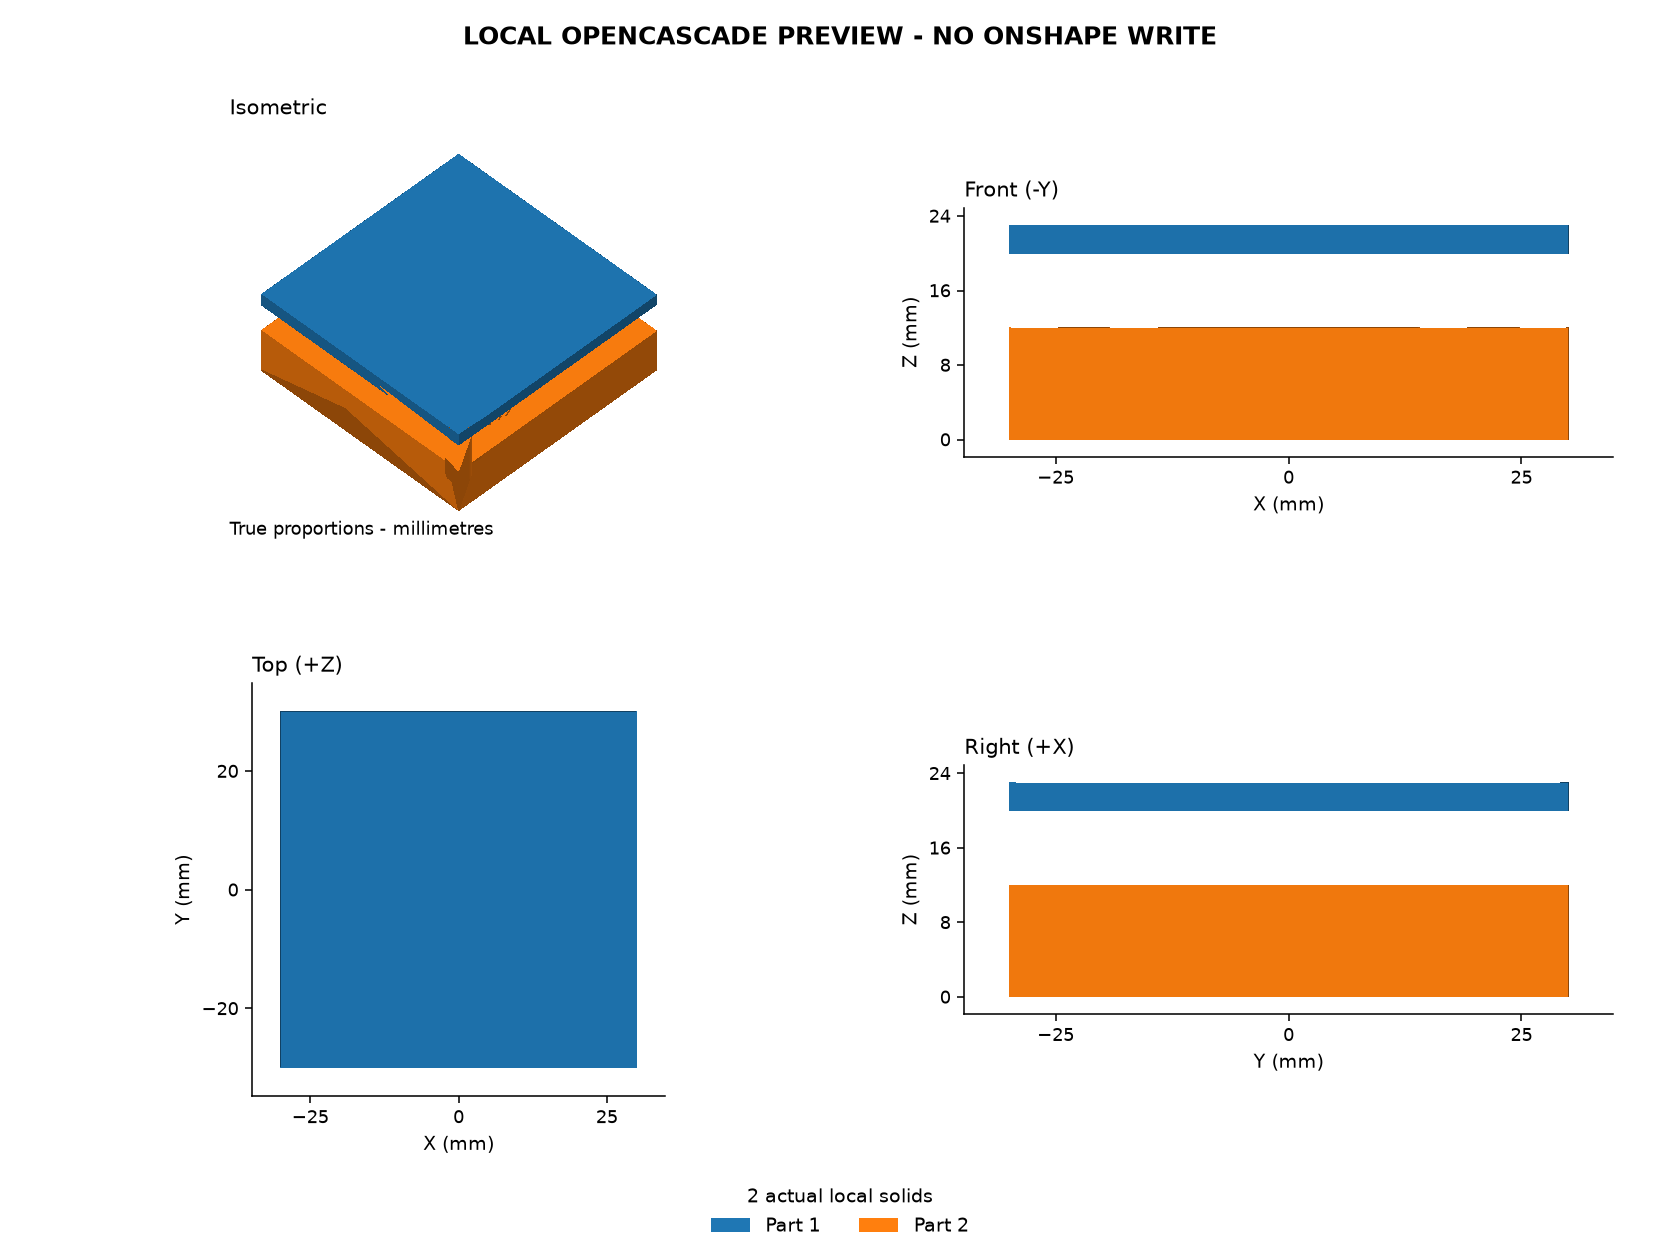 LOCAL OPENCASCADE PREVIEW - NO ONSHAPE WRITE
Isometric
True proportions - millimetres
Front (-Y)
24
16
8
0
Z (mm)
−25
0
25
X (mm)
Top (+Z)
20
0
−20
Y (mm)
−25
0
25
X (mm)
Right (+X)
24
16
8
0
Z (mm)
−25
0
25
Y (mm)
2 actual local solids
Part 1
Part 2